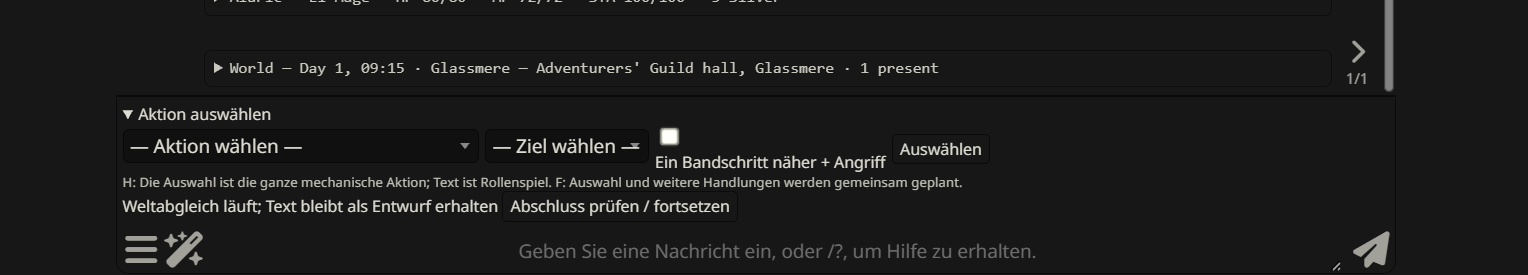 ▶ World — Day 1, 09:15 · Glassmere — Adventurers' Guild hall, Glassmere · 1 present
1/1
▼ Aktion auswählen
— Aktion wählen —
— Ziel wählen —
Ein Bandschritt näher + Angriff
Auswählen
H: Die Auswahl ist die ganze mechanische Aktion; Text ist Rollenspiel. F: Auswahl und weitere Handlungen werden gemeinsam geplant.
Weltabgleich läuft; Text bleibt als Entwurf erhalten
Abschluss prüfen / fortsetzen
Geben Sie eine Nachricht ein, oder /?, um Hilfe zu erhalten.